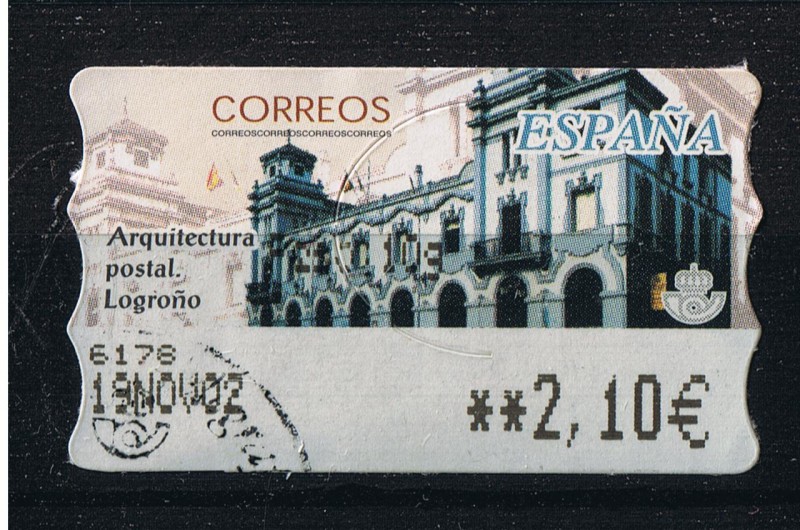 CORREOS
CORREOSCORREOSCORREOSCORREOS
ESPAÑA
Arquitectura
postal.
Logroño
6178
19NOV02
**2,10€